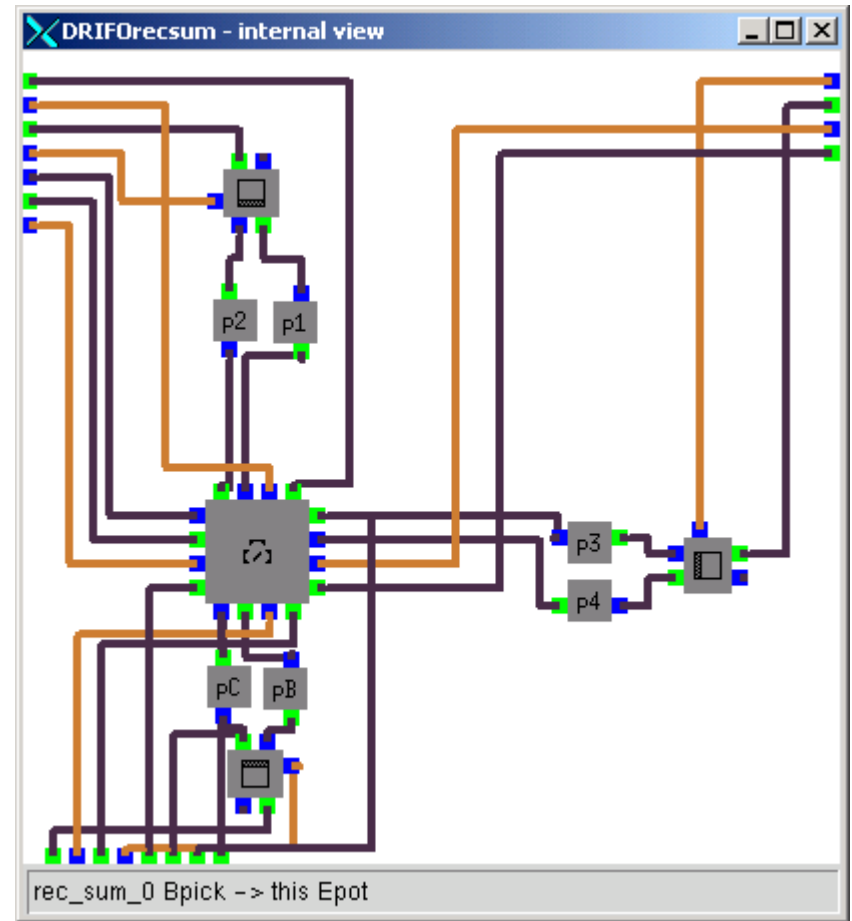 DRIFOrecsum - internal view
p2
p1
p3
p4
pC
pB
rec_sum_0 Bpick -> this Epot